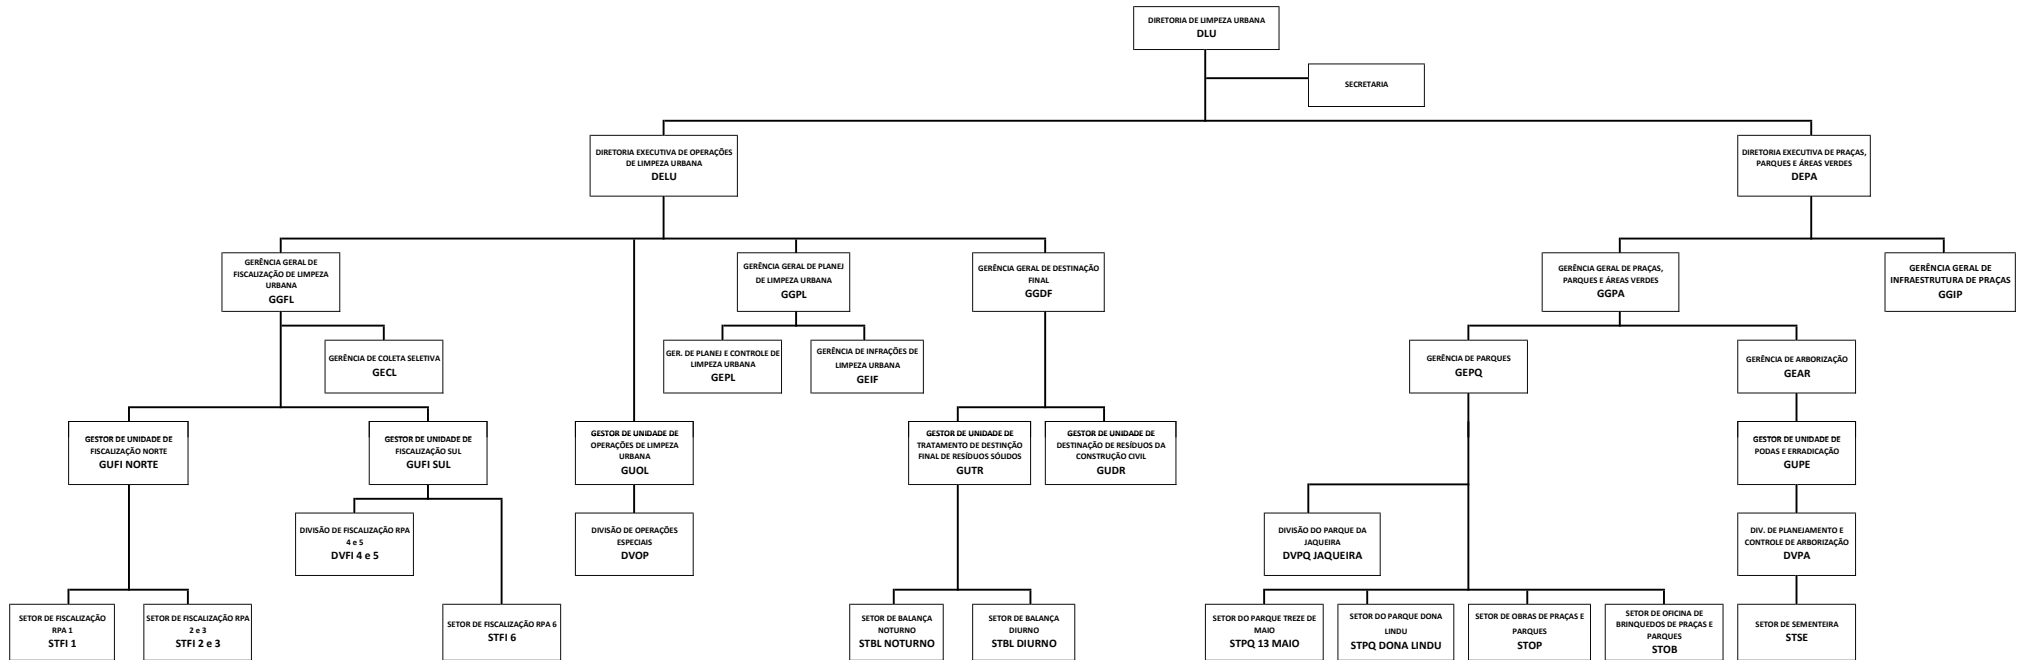 DIRETORIA DE LIMPEZA URBANA
DLU
SECRETARIA
DIRETORIA EXECUTIVA DE OPERAÇÕES
DE LIMPEZA URBANA
DELU
DIRETORIA EXECUTIVA DE PRAÇAS,
PARQUES E ÁREAS VERDES
DEPA
GERÊNCIA GERAL DE
FISCALIZAÇÃO DE LIMPEZA
URBANA
GGFL
GERÊNCIA GERAL DE PLANEJ
DE LIMPEZA URBANA
GGPL
GERÊNCIA GERAL DE DESTINAÇÃO
FINAL
GGDF
GERÊNCIA GERAL DE PRAÇAS,
PARQUES E ÁREAS VERDES
GGPA
GERÊNCIA GERAL DE
INFRAESTRUTURA DE PRAÇAS
GGIP
GERÊNCIA DE COLETA SELETIVA
GECL
GER. DE PLANEJ E CONTROLE DE
LIMPEZA URBANA
GEPL
GERÊNCIA DE INFRAÇÕES DE
LIMPEZA URBANA
GEIF
GERÊNCIA DE PARQUES
GEPQ
GERÊNCIA DE ARBORIZAÇÃO
GEAR
GESTOR DE UNIDADE DE
FISCALIZAÇÃO NORTE
GUFI NORTE
GESTOR DE UNIDADE DE
FISCALIZAÇÃO SUL
GUFI SUL
GESTOR DE UNIDADE DE
OPERAÇÕES DE LIMPEZA
URBANA
GUOL
GESTOR DE UNIDADE DE
TRATAMENTO DE DESTINÇÃO
FINAL DE RESÍDUOS SÓLIDOS
GUTR
GESTOR DE UNIDADE DE
DESTINAÇÃO DE RESÍDUOS DA
CONSTRUÇÃO CIVIL
GUDR
GESTOR DE UNIDADE DE
PODAS E ERRADICAÇÃO
GUPE
DIVISÃO DE FISCALIZAÇÃO RPA
4 e 5
DVFI 4 e 5
DIVISÃO DE OPERAÇÕES
ESPECIAIS
DVOP
DIVISÃO DO PARQUE DA
JAQUEIRA
DVPQ JAQUEIRA
DIV. DE PLANEJAMENTO E
CONTROLE DE ARBORIZAÇÃO
DVPA
SETOR DE FISCALIZAÇÃO
RPA 1
STFI 1
SETOR DE FISCALIZAÇÃO RPA
2 e 3
STFI 2 e 3
SETOR DE FISCALIZAÇÃO RPA 6
STFI 6
SETOR DE BALANÇA
NOTURNO
STBL NOTURNO
SETOR DE BALANÇA
DIURNO
STBL DIURNO
SETOR DO PARQUE TREZE DE
MAIO
STPQ 13 MAIO
SETOR DO PARQUE DONA
LINDU
STPQ DONA LINDU
SETOR DE OBRAS DE PRAÇAS E
PARQUES
STOP
SETOR DE OFICINA DE
BRINQUEDOS DE PRAÇAS E
PARQUES
STOB
SETOR DE SEMENTEIRA
STSE